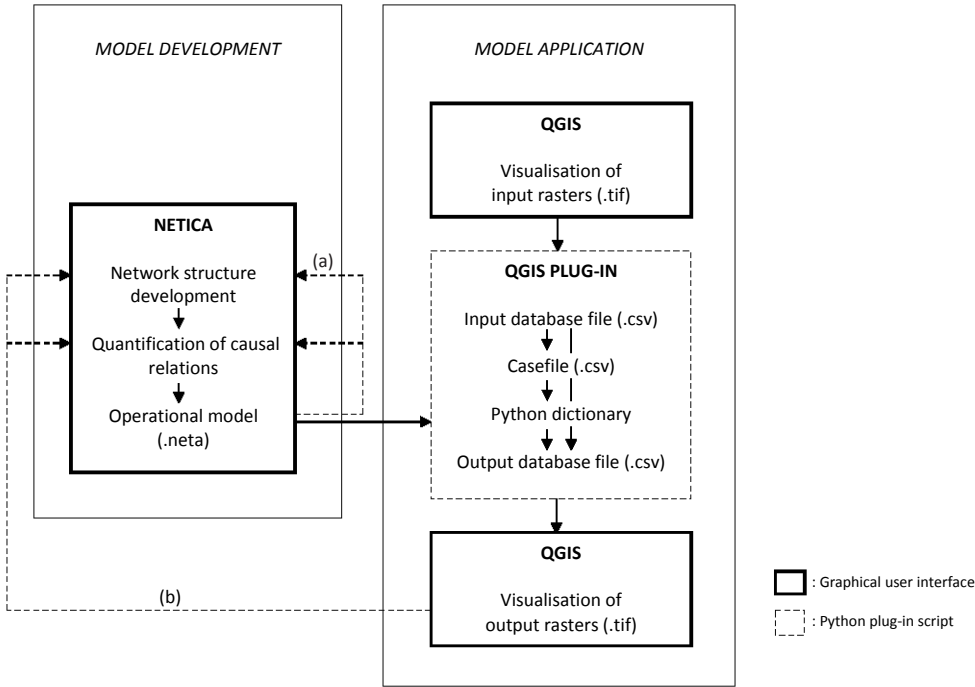 MODEL DEVELOPMENT
NETICA
Network structure
development
Quantification of causal
relations
Operational model
(.neta)
(a)
(b)
MODEL APPLICATION
QGIS
Visualisation of
input rasters (.tif)
QGIS PLUG-IN
Input database file (.csv)
Casefile (.csv)
Python dictionary
Output database file (.csv)
QGIS
Visualisation of
output rasters (.tif)
: Graphical user interface
: Python plug-in script